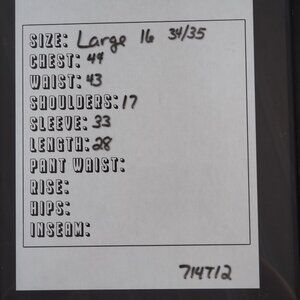 SIZE: Large 16 34/35
CHEST: 44
WAIST: 43
SHOULDERS: 17
SLEEVE: 33
LENGTH: 28
PANT WAIST:
RISE:
HIPS:
INSEAM:
714712